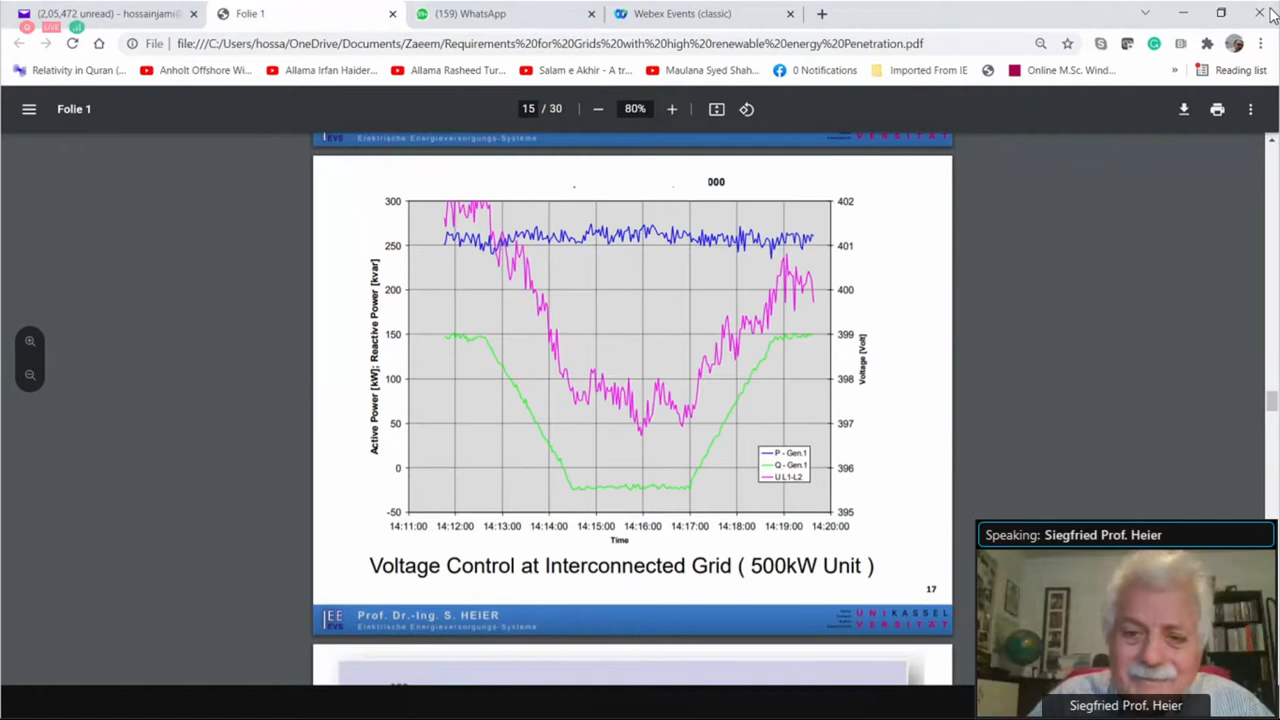 (2,05,472 unread) - hossainjami@
Folie 1
(159) WhatsApp
Webex Events (classic)
LIVE
File
file:///C:/Users/hossa/OneDrive/Documents/Zaeem/Requirements%20for%20Grids%20with%20high%20renewable%20energy%20Penetration.pdf
Relativity in Quran (...
Anholt Offshore Wi...
Allama Irfan Haider...
Allama Rasheed Tur...
Salam e Akhir - A tr...
Maulana Syed Shah...
0 Notifications
Imported From IE
Online M.Sc. Wind...
»
Reading list
Folie 1
15 / 30
80%
EVS
Elektrische Energieversorgungs-Systeme
VERSITÄT
000
300
250
200
150
100
50
0
-50
Active Power [kW]; Reactive Power [kvar]
402
401
400
399
398
397
396
395
Voltage [Volt]
P - Gen.1
Q - Gen.1
U L1-L2
14:11:00 14:12:00 14:13:00 14:14:00 14:15:00 14:16:00 14:17:00 14:18:00 14:19:00 14:20:00
Time
Voltage Control at Interconnected Grid ( 500kW Unit )
17
IEE
EVS
Prof. Dr.-Ing. S. HEIER
Elektrische Energieversorgungs-Systeme
UNIKASSEL
VERSITÄT
Speaking: Siegfried Prof. Heier
Siegfried Prof. Heier